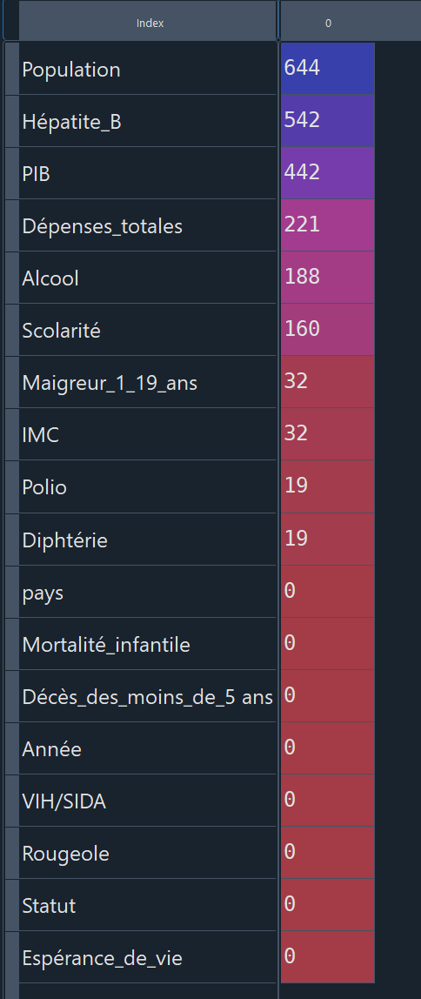 Index 0
Population 644
Hépatite_B 542
PIB 442
Dépenses_totales 221
Alcool 188
Scolarité 160
Maigreur_1_19_ans 32
IMC 32
Polio 19
Diphtérie 19
pays 0
Mortalité_infantile 0
Décès_des_moins_de_5 ans 0
Année 0
VIH/SIDA 0
Rougeole 0
Statut 0
Espérance_de_vie 0